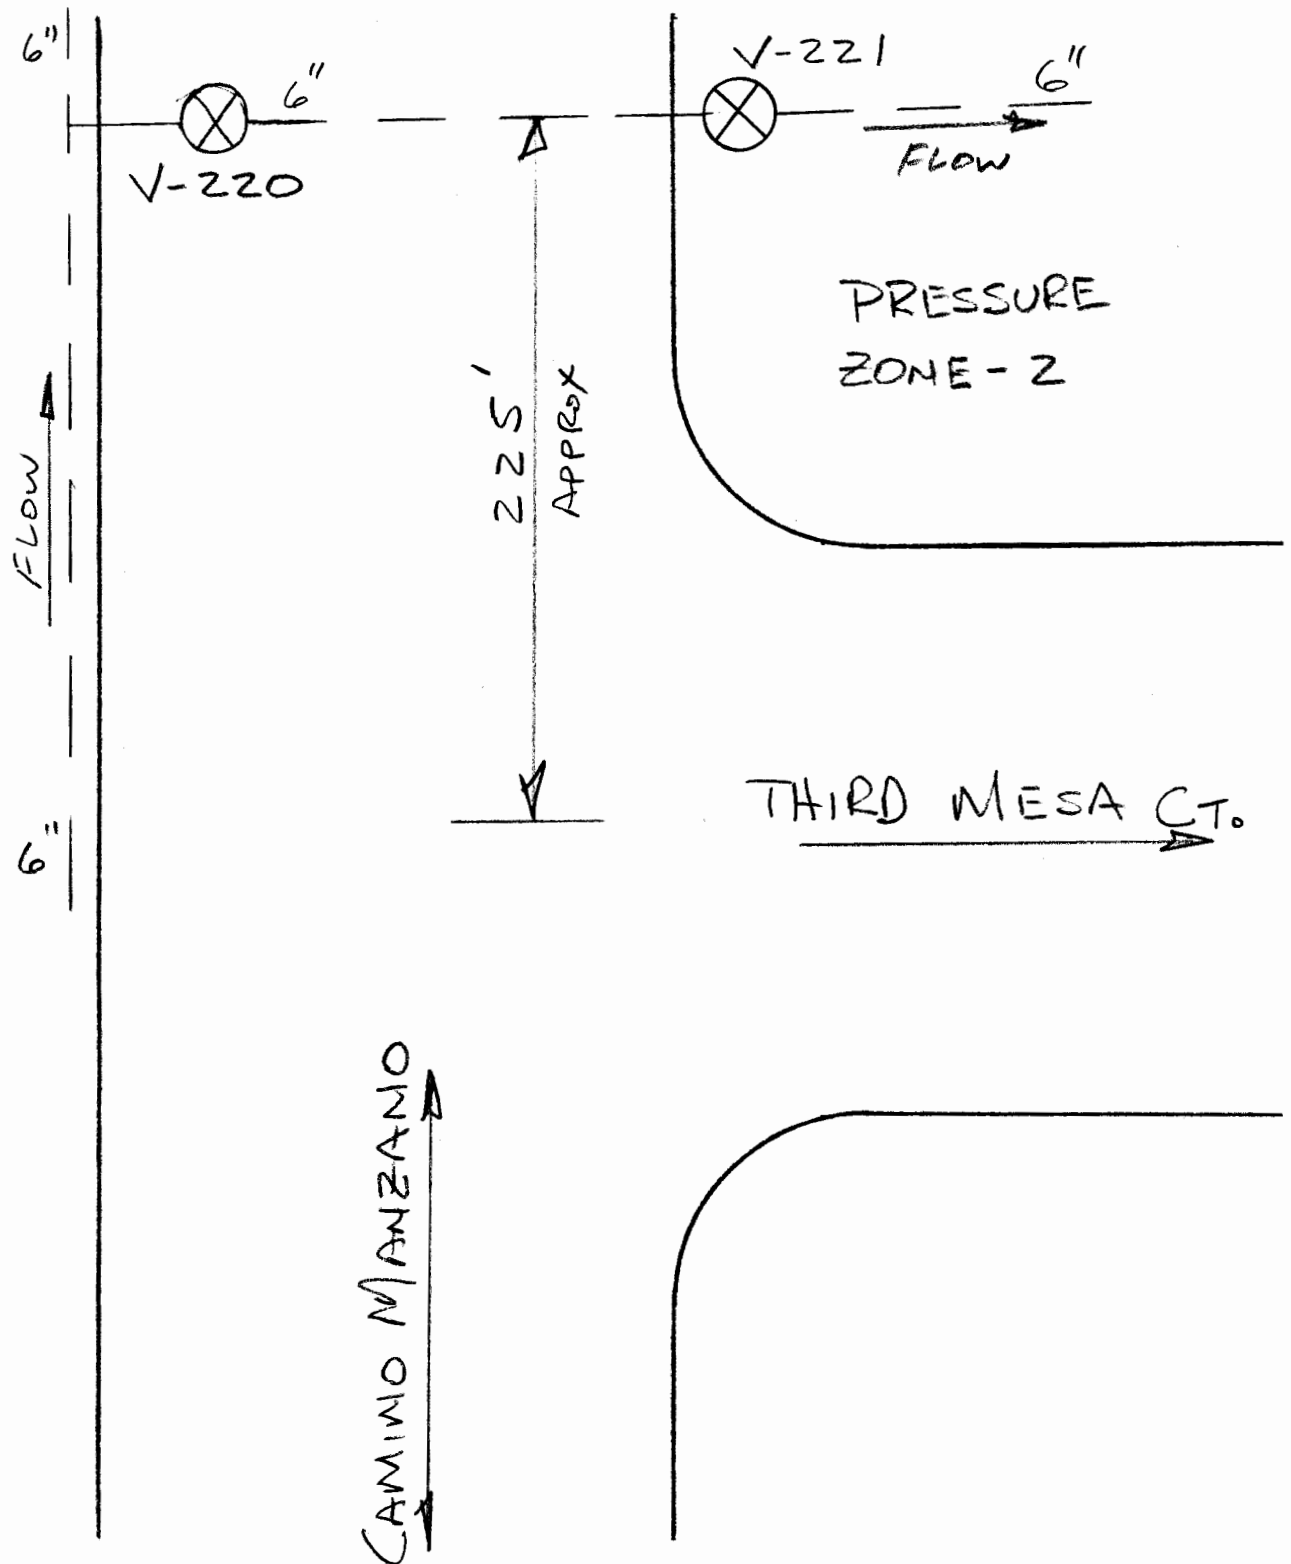 6"
V-221
6"
6"
V-220
FLOW
PRESSURE
ZONE-2
225'
APPROX
FLOW
THIRD MESA CT.
6"
CAMINO MANZANO